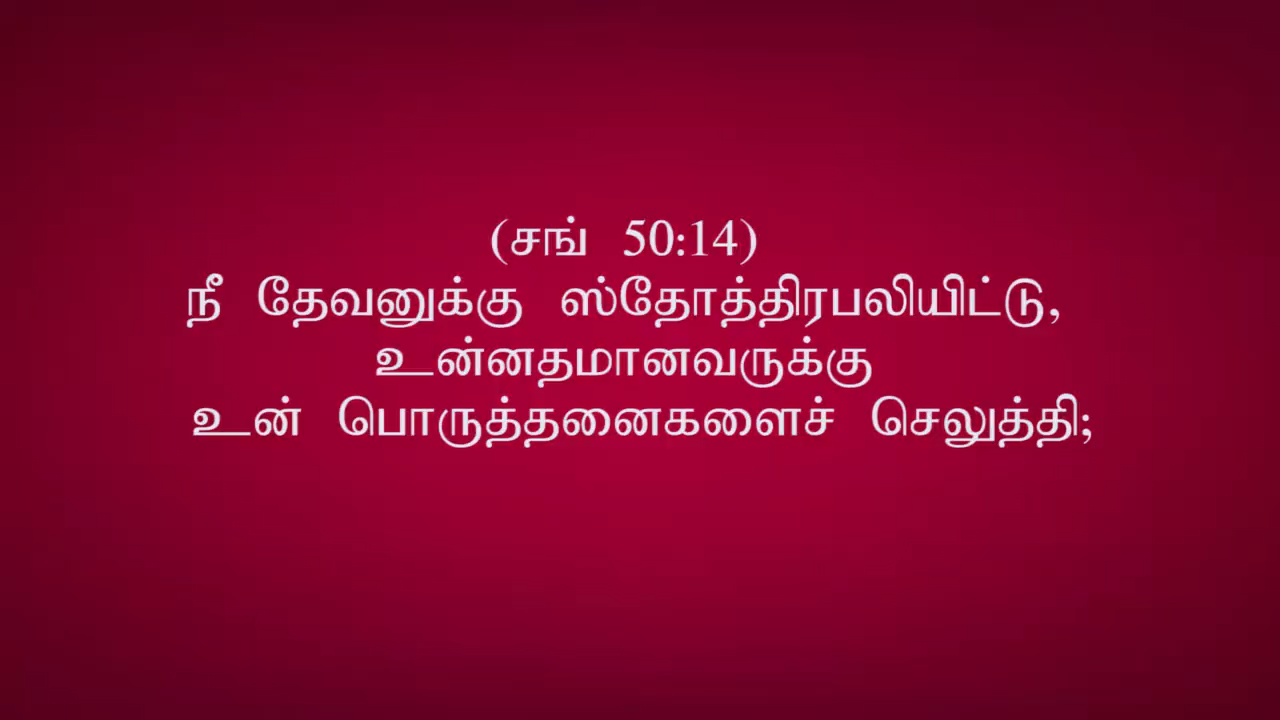 (சங் 50:14)
நீ தேவனுக்கு ஸ்தோத்திரபலியிட்டு,
உன்னதமானவருக்கு
உன் பொருத்தனைகளைச் செலுத்தி;